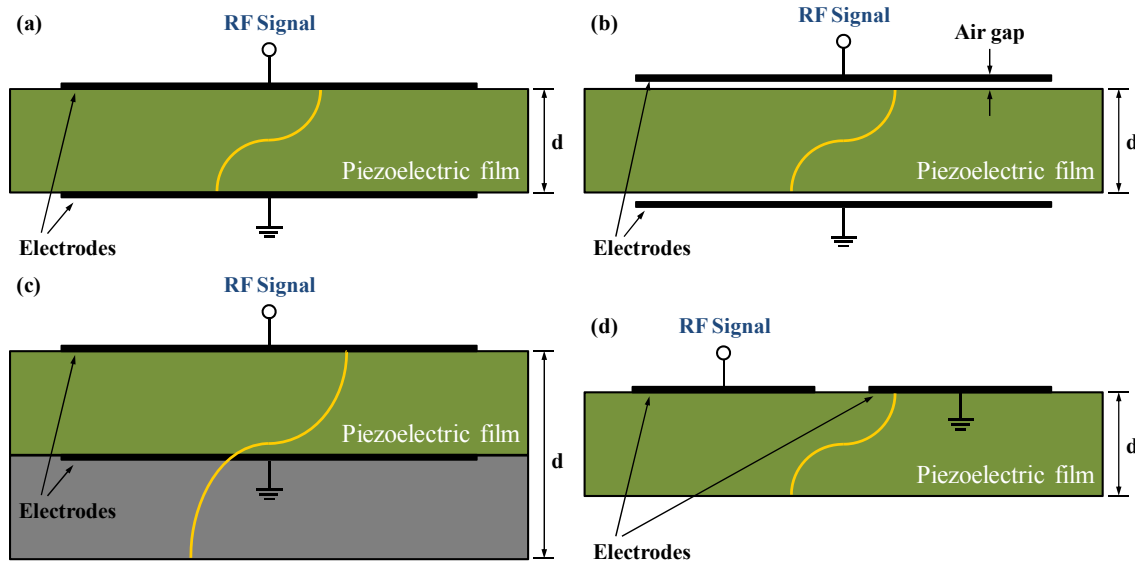 (a)
RF Signal
Piezoelectric film
d
Electrodes
(b)
RF Signal
Air gap
Piezoelectric film
d
Electrodes
(c)
RF Signal
Piezoelectric film
d
Electrodes
(d)
RF Signal
Piezoelectric film
d
Electrodes